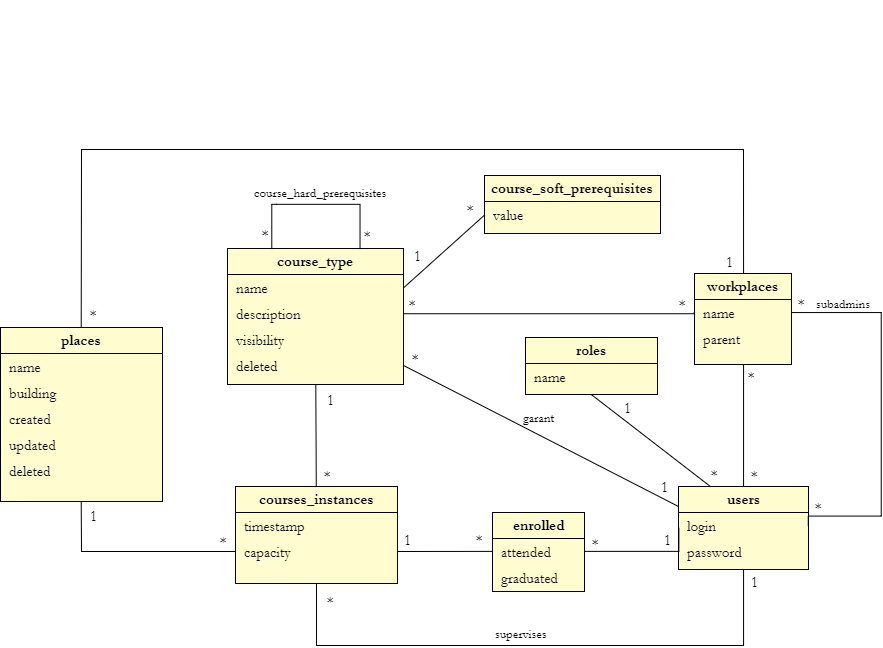 course_hard_prerequisites
*
*
course_soft_prerequisites
value
*
1
course_type
name
description
visibility
deleted
*
*
1
workplaces
name
parent
*
subadmins
*
places
name
building
created
updated
deleted
roles
name
*
garant
1
1
*
*
*
1
*
1
users
login
password
*
1
*
courses_instances
timestamp
capacity
1
*
enrolled
attended
graduated
*
1
*
supervises
1